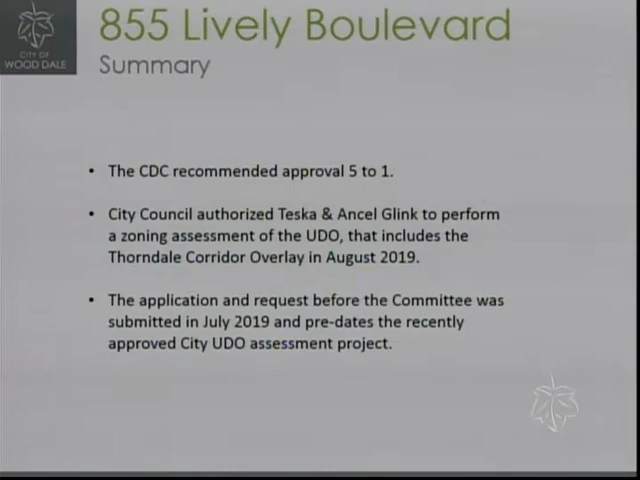 855 Lively Boulevard
CITY OF
WOOD DALE
Summary
• The CDC recommended approval 5 to 1.
• City Council authorized Teska & Ancel Glink to perform
a zoning assessment of the UDO, that includes the
Thorndale Corridor Overlay in August 2019.
• The application and request before the Committee was
submitted in July 2019 and pre-dates the recently
approved City UDO assessment project.